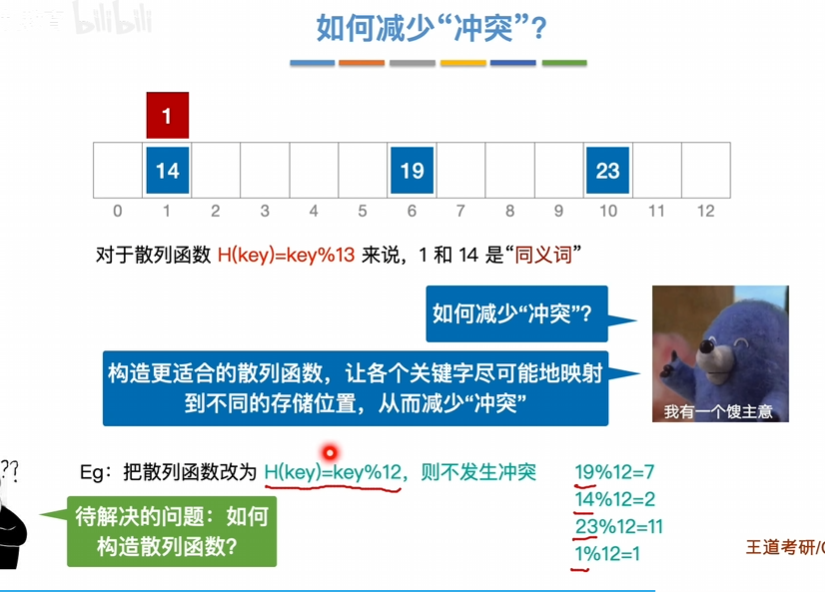 bilibili
如何减少“冲突”?
1
14 19 23
0 1 2 3 4 5 6 7 8 9 10 11 12
对于散列函数 H(key)=key%13 来说，1 和 14 是“同义词”
如何减少“冲突”?
构造更适合的散列函数，让各个关键字尽可能地映射
到不同的存储位置，从而减少“冲突”
我有一个馊主意
??
Eg：把散列函数改为 H(key)=key%12，则不发生冲突
19%12=7
14%12=2
23%12=11
1%12=1
待解决的问题：如何
构造散列函数?
王道考研/